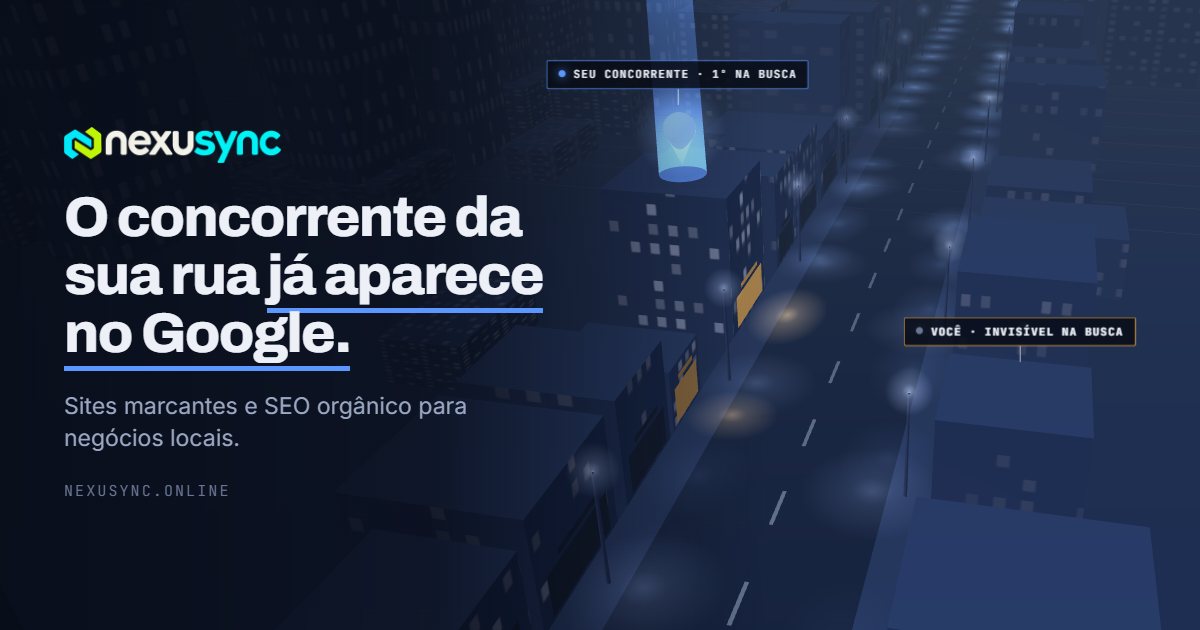 SEU CONCORRENTE · 1° NA BUSCA
nexusync
O concorrente da
sua rua já aparece
no Google.
VOCÊ · INVISÍVEL NA BUSCA
Sites marcantes e SEO orgânico para
negócios locais.
NEXUSYNC.ONLINE